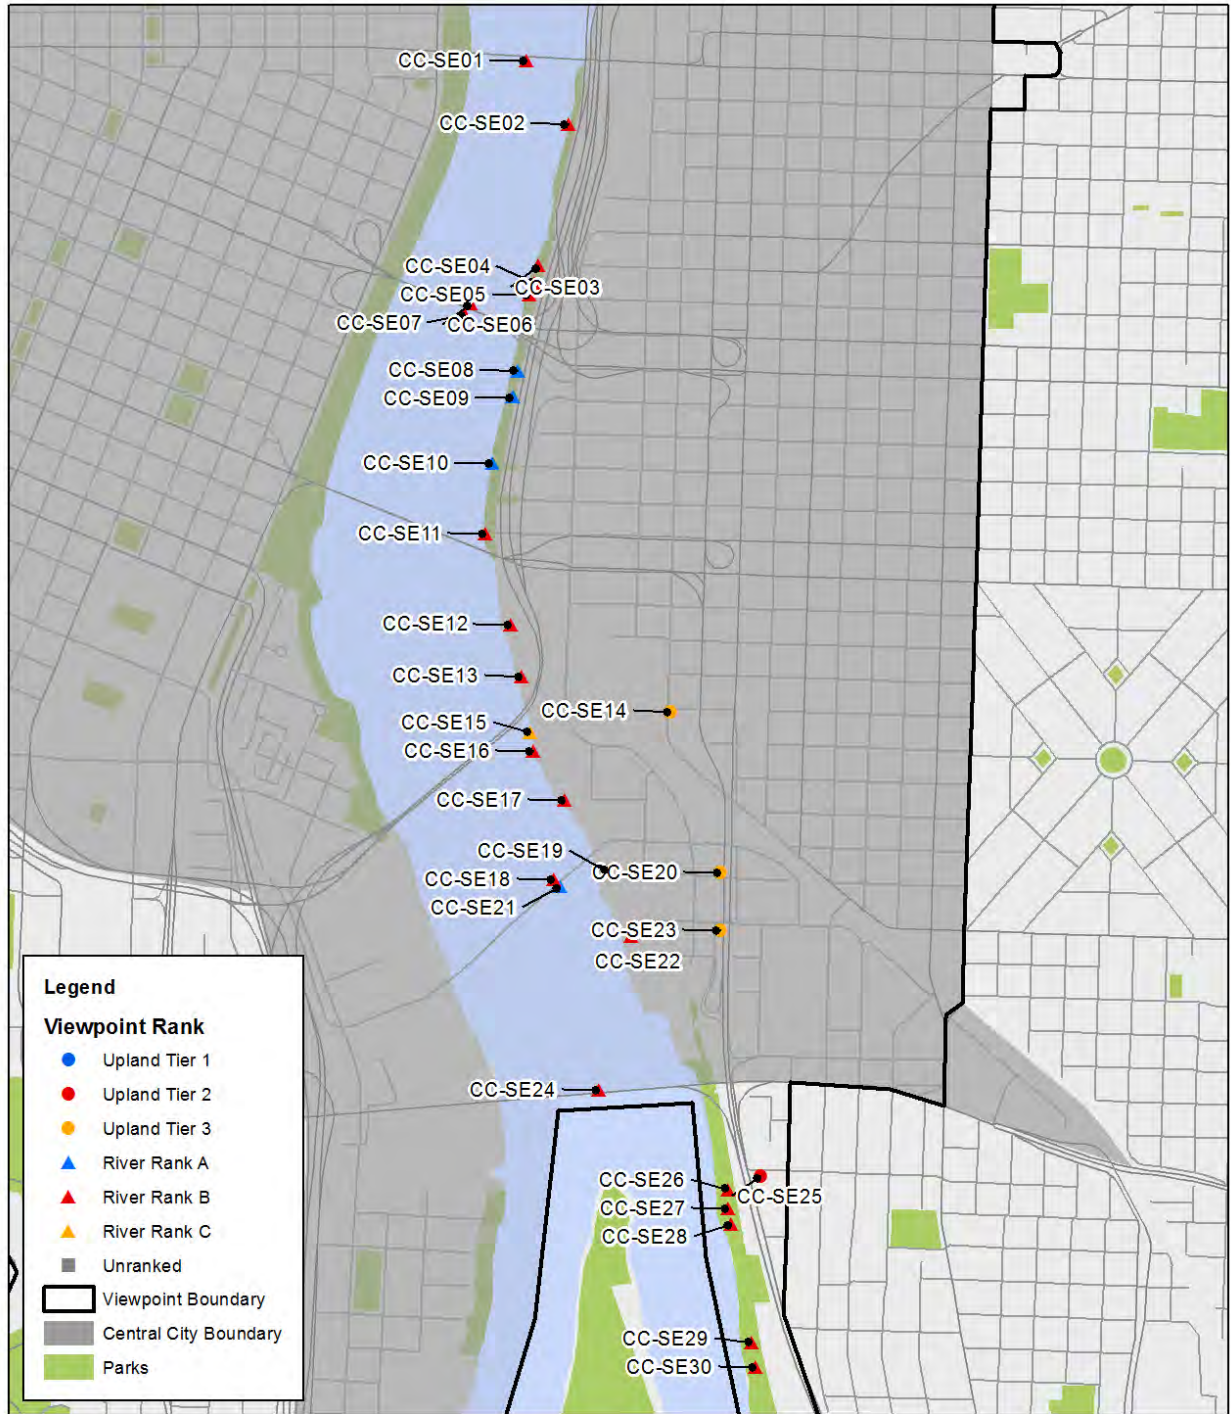 CC-SE01
CC-SE02
CC-SE04
CC-SE03
CC-SE05
CC-SE07
CC-SE06
CC-SE08
CC-SE09
CC-SE10
CC-SE11
CC-SE12
CC-SE13
CC-SE14
CC-SE15
CC-SE16
CC-SE17
CC-SE19
CC-SE20
CC-SE18
CC-SE21
CC-SE23
CC-SE22
CC-SE24
CC-SE26
CC-SE25
CC-SE27
CC-SE28
CC-SE29
CC-SE30
Legend
Viewpoint Rank
Upland Tier 1
Upland Tier 2
Upland Tier 3
River Rank A
River Rank B
River Rank C
Unranked
Viewpoint Boundary
Central City Boundary
Parks